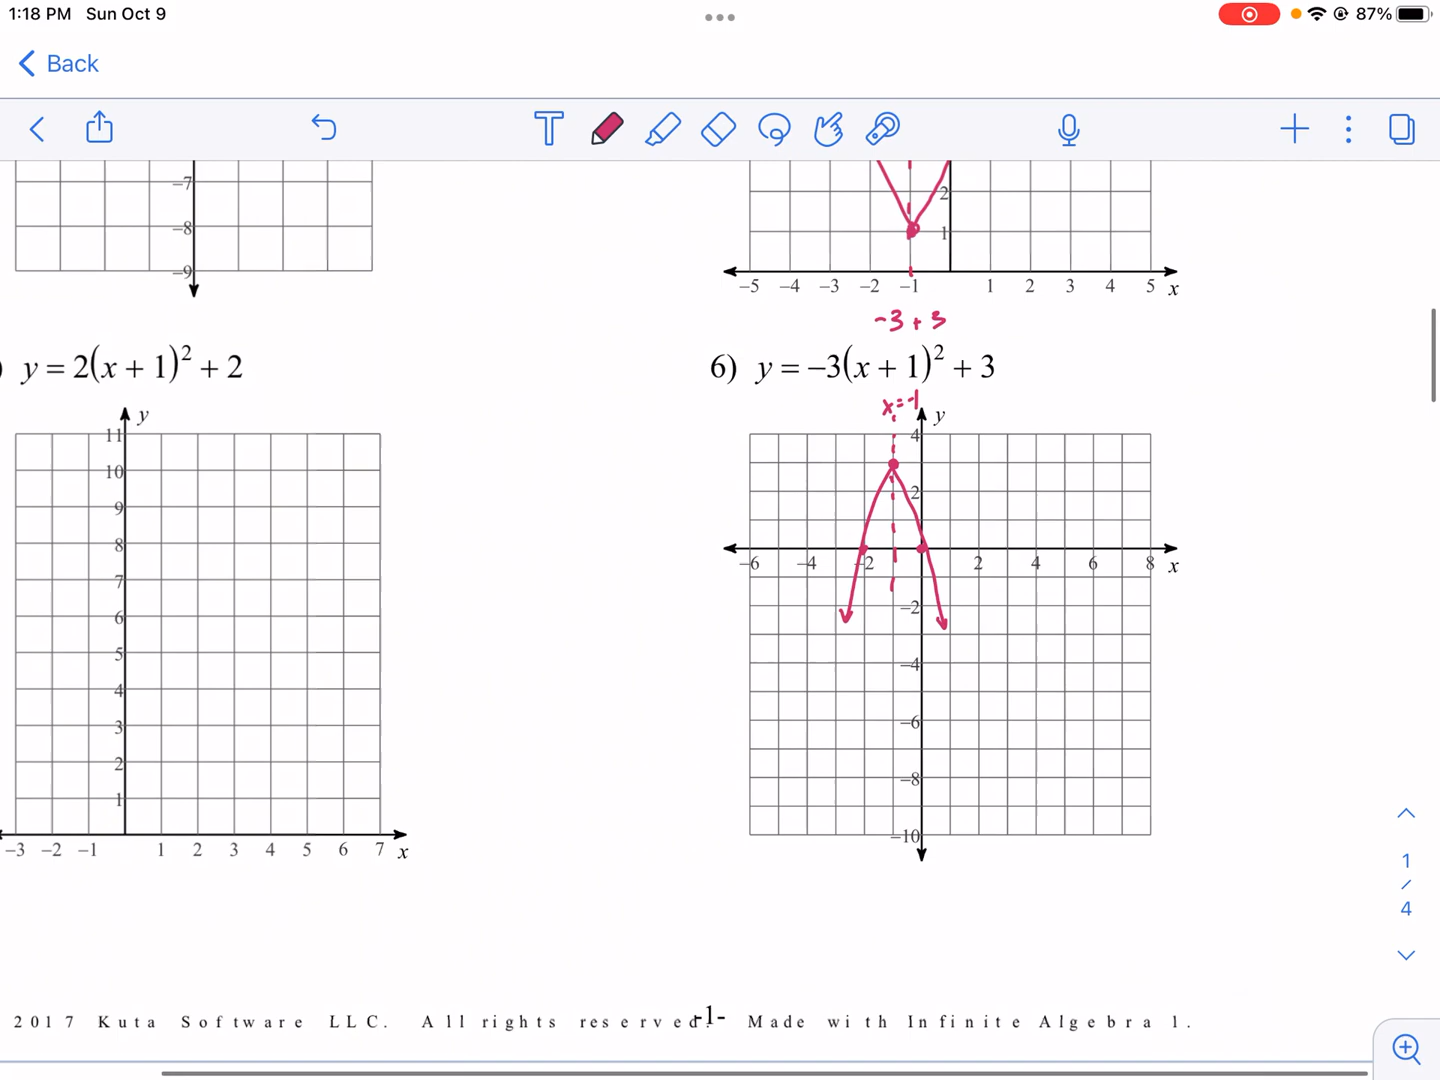 1:18 PM Sun Oct 9
87%
Back
T
-7
-8
-9
2
1
-5 -4 -3 -2 -1 1 2 3 4 5 x
-3+3
) y = 2(x + 1)² + 2
6) y = -3(x + 1)² + 3
x=-1
y
11
10
9
8
7
6
5
4
3
2
1
-3 -2 -1 1 2 3 4 5 6 7 x
y
4
2
-6 -4 -2 2 4 6 8 x
-2
-4
-6
-8
-10
1
/
4
2017 Kuta Software LLC. All rights reserved. -1- Made with Infinite Algebra 1.